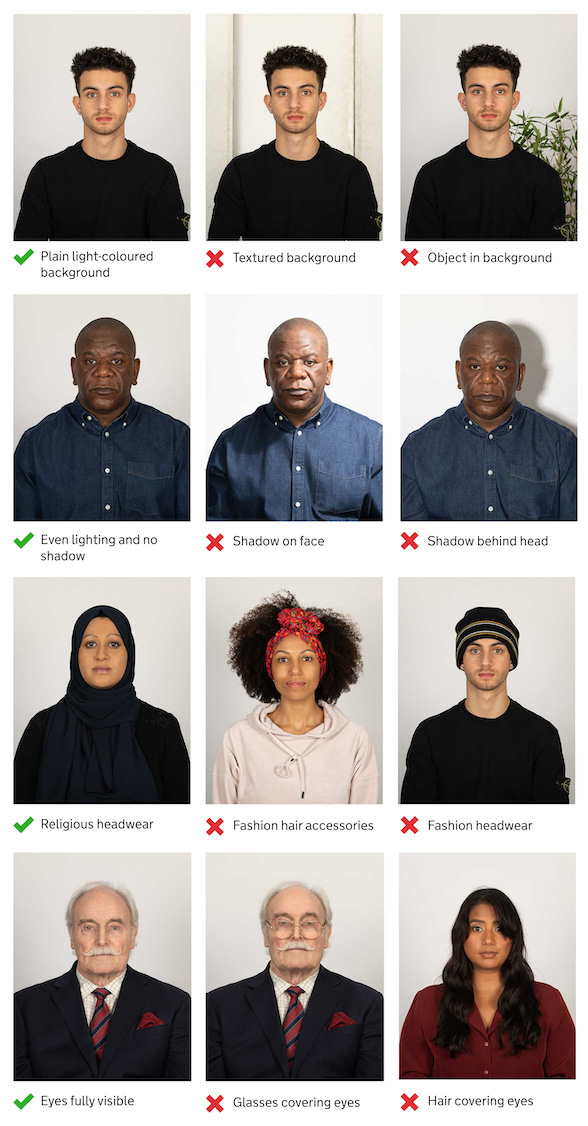 Plain light-coloured
background
Textured background
Object in background
Even lighting and no
shadow
Shadow on face
Shadow behind head
Religious headwear
Fashion hair accessories
Fashion headwear
Eyes fully visible
Glasses covering eyes
Hair covering eyes